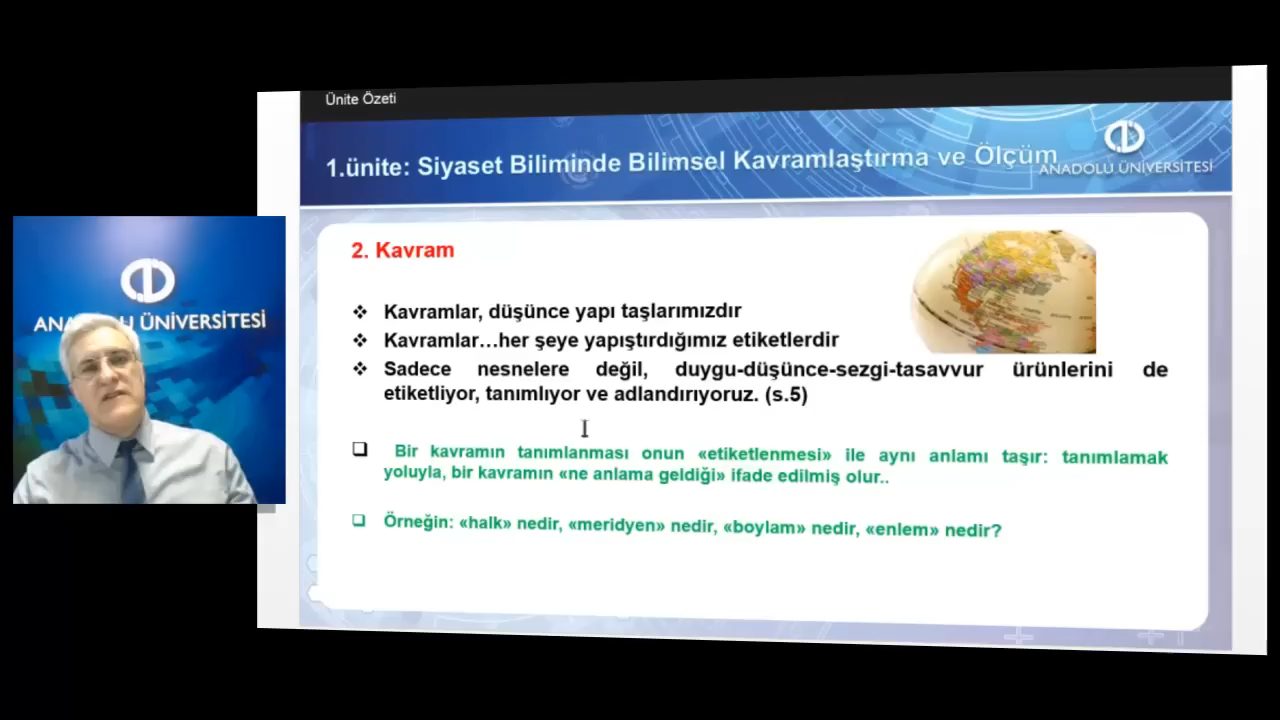 Ünite Özeti
1.ünite: Siyaset Biliminde Bilimsel Kavramlaştırma ve Ölçüm
ANADOLU ÜNİVERSİTESİ
ANADOLU ÜNİVERSİTESİ
2. Kavram
❖ Kavramlar, düşünce yapı taşlarımızdır
❖ Kavramlar…her şeye yapıştırdığımız etiketlerdir
❖ Sadece nesnelere değil, duygu-düşünce-sezgi-tasavvur ürünlerini de
etiketliyor, tanımlıyor ve adlandırıyoruz. (s.5)
❑ Bir kavramın tanımlanması onun «etiketlenmesi» ile aynı anlamı taşır: tanımlamak
yoluyla, bir kavramın «ne anlama geldiği» ifade edilmiş olur..
❑ Örneğin: «halk» nedir, «meridyen» nedir, «boylam» nedir, «enlem» nedir?